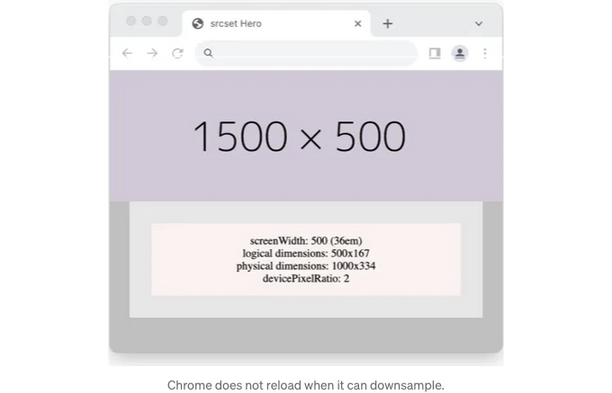 srcset Hero
1500 × 500
screenWidth: 500 (36em)
logical dimensions: 500x167
physical dimensions: 1000x334
devicePixelRatio: 2
Chrome does not reload when it can downsample.